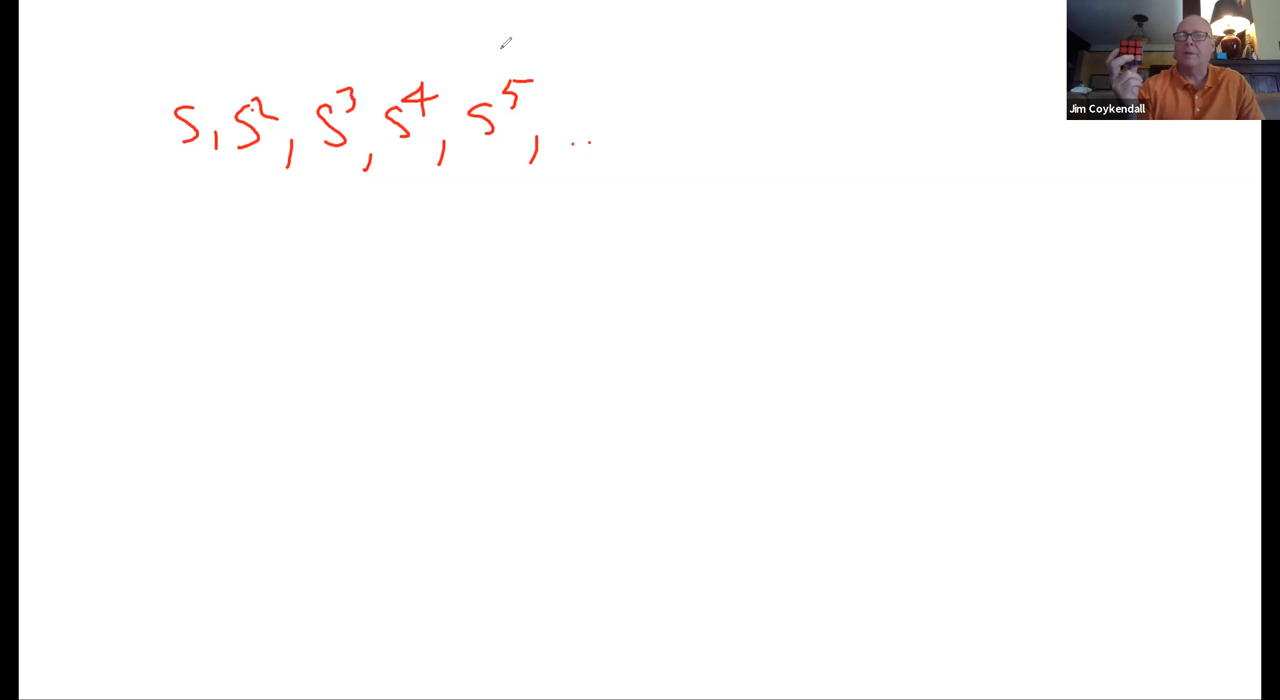 s, s², s³, s⁴, s⁵, ..
Jim Coykendall